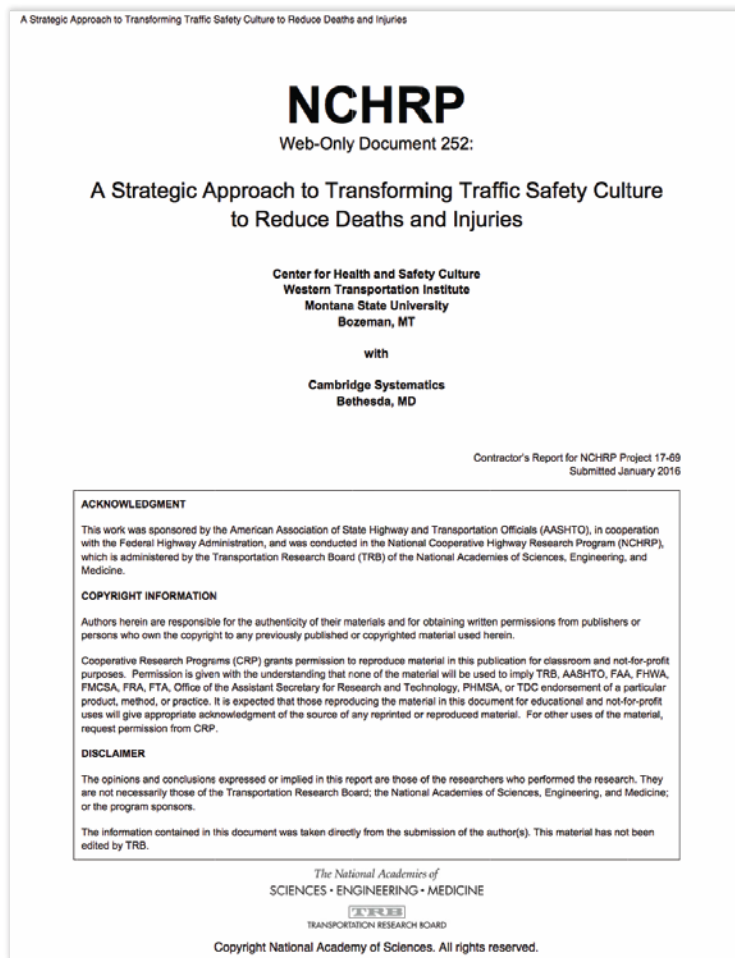 A Strategic Approach to Transforming Traffic Safety Culture to Reduce Deaths and Injuries
NCHRP
Web-Only Document 252:
A Strategic Approach to Transforming Traffic Safety Culture
to Reduce Deaths and Injuries
Center for Health and Safety Culture
Western Transportation Institute
Montana State University
Bozeman, MT
with
Cambridge Systematics
Bethesda, MD
Contractor's Report for NCHRP Project 17-69
Submitted January 2016
ACKNOWLEDGMENT
This work was sponsored by the American Association of State Highway and Transportation Officials (AASHTO), in cooperation
with the Federal Highway Administration, and was conducted in the National Cooperative Highway Research Program (NCHRP),
which is administered by the Transportation Research Board (TRB) of the National Academies of Sciences, Engineering, and
Medicine.
COPYRIGHT INFORMATION
Authors herein are responsible for the authenticity of their materials and for obtaining written permissions from publishers or
persons who own the copyright to any previously published or copyrighted material used herein.
Cooperative Research Programs (CRP) grants permission to reproduce material in this publication for classroom and not-for-profit
purposes. Permission is given with the understanding that none of the material will be used to imply TRB, AASHTO, FAA, FHWA,
FMCSA, FRA, FTA, Office of the Assistant Secretary for Research and Technology, PHMSA, or TDC endorsement of a particular
product, method, or practice. It is expected that those reproducing the material in this document for educational and not-for-profit
uses will give appropriate acknowledgment of the source of any reprinted or reproduced material. For other uses of the material,
request permission from CRP.
DISCLAIMER
The opinions and conclusions expressed or implied in this report are those of the researchers who performed the research. They
are not necessarily those of the Transportation Research Board; the National Academies of Sciences, Engineering, and Medicine;
or the program sponsors.
The information contained in this document was taken directly from the submission of the author(s). This material has not been
edited by TRB.
The National Academies of
SCIENCES • ENGINEERING • MEDICINE
TRB
TRANSPORTATION RESEARCH BOARD
Copyright National Academy of Sciences. All rights reserved.